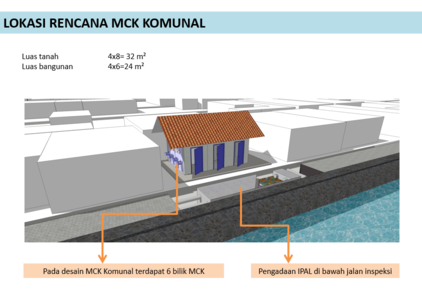 LOKASI RENCANA MCK KOMUNAL
Luas tanah 4x8= 32 m²
Luas bangunan 4x6=24 m²
Pada desain MCK Komunal terdapat 6 bilik MCK
Pengadaan IPAL di bawah jalan inspeksi